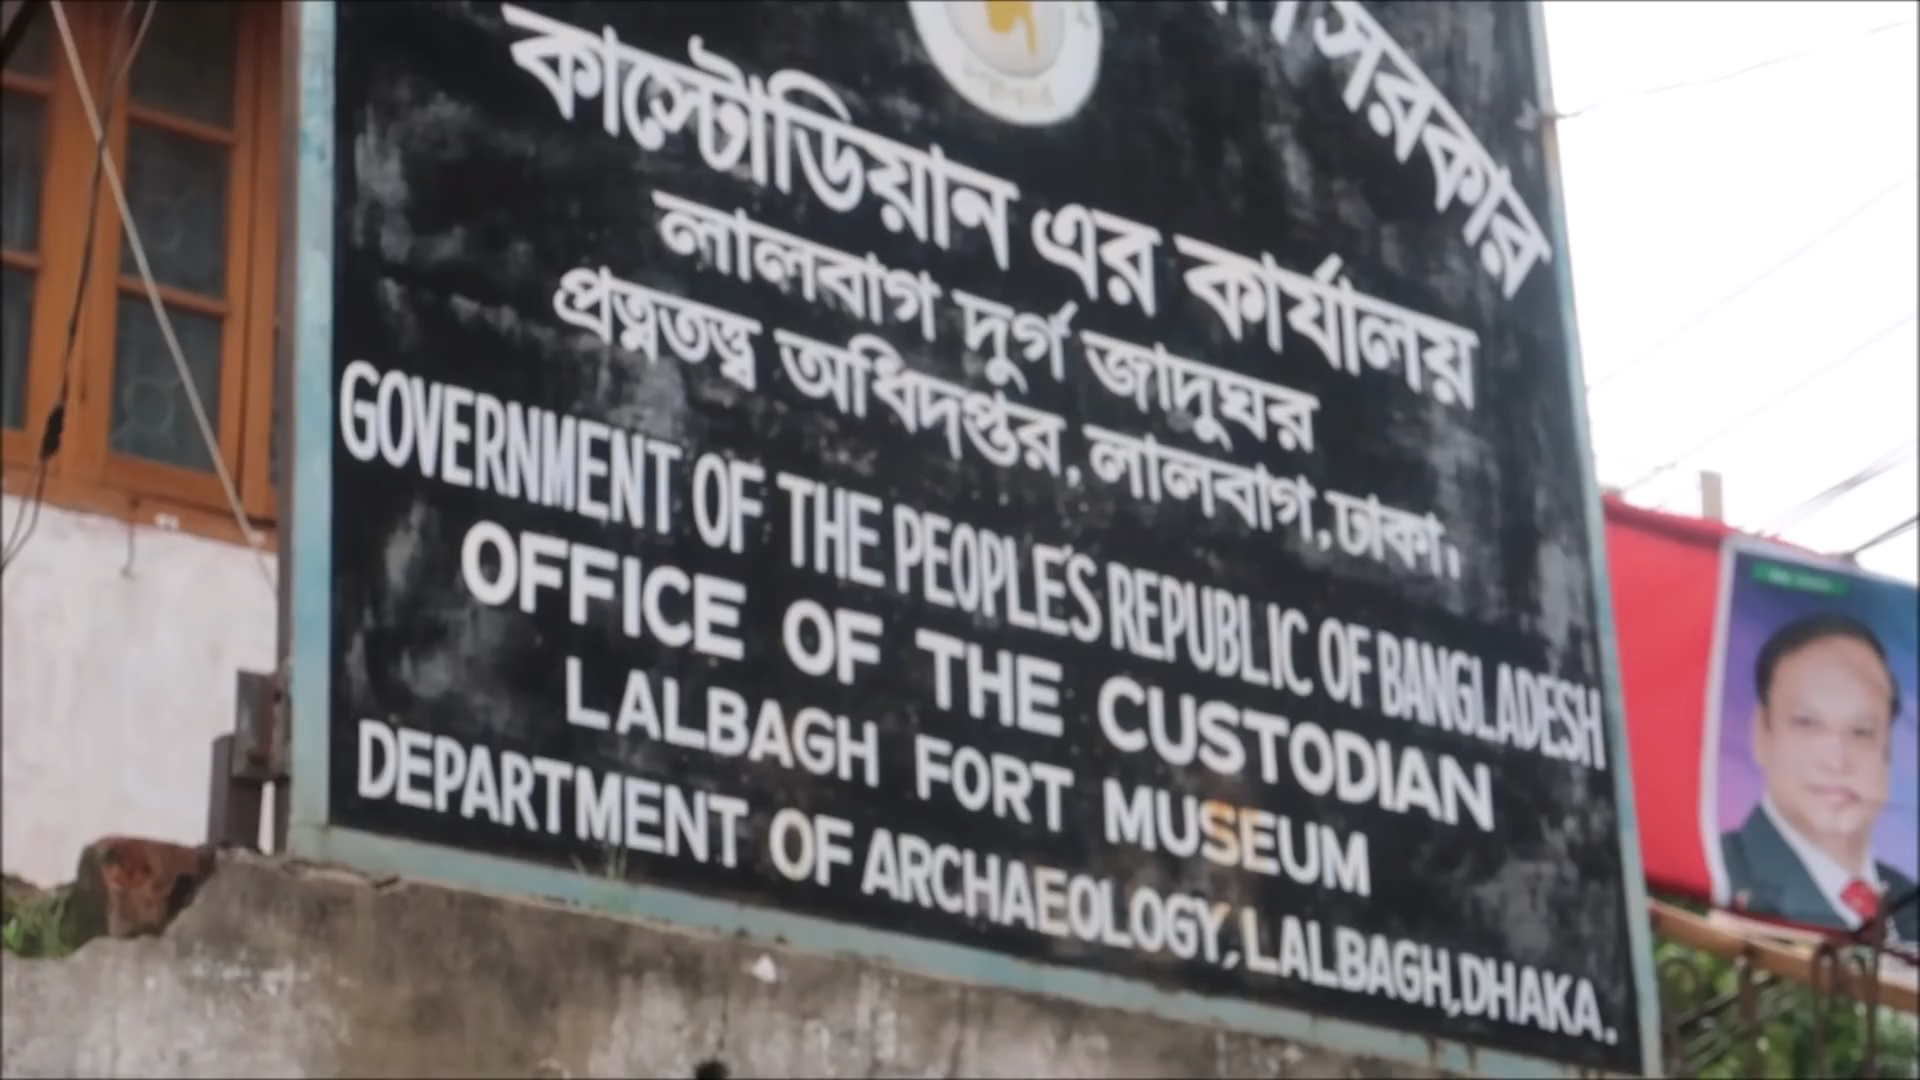 সরকার
কাস্টোডিয়ান এর কার্যালয়
লালবাগ দুর্গ জাদুঘর
প্রত্নতত্ত্ব অধিদপ্তর, লালবাগ, ঢাকা।
GOVERNMENT OF THE PEOPLE'S REPUBLIC OF BANGLADESH
OFFICE OF THE CUSTODIAN
LALBAGH FORT MUSEUM
DEPARTMENT OF ARCHAEOLOGY, LALBAGH, DHAKA.